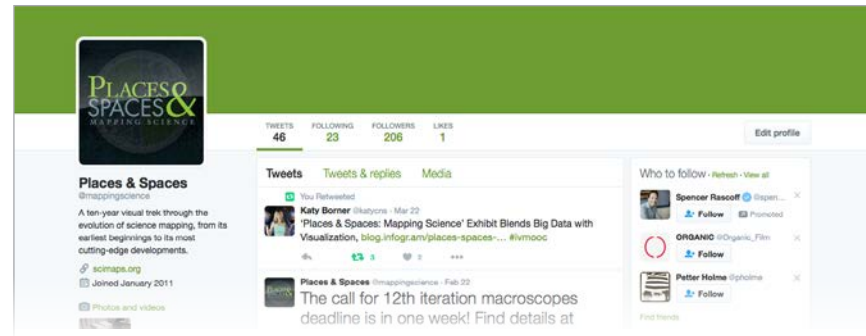 PLACES &
SPACES
MAPPING SCIENCE
TWEETS
46
FOLLOWING
23
FOLLOWERS
206
LIKES
1
Edit profile
Places & Spaces
@mappingscience
A ten-year visual trek through the
evolution of science mapping, from its
earliest beginnings to its most
cutting-edge developments.
scimaps.org
Joined January 2011
Photos and videos
Tweets Tweets & replies Media
You Retweeted
Katy Borner @katycns · Mar 22
'Places & Spaces: Mapping Science' Exhibit Blends Big Data with
Visualization, blog.infogr.am/places-spaces-... #ivmooc
3 2
Places & Spaces @mappingscience · Feb 22
The call for 12th iteration macroscopes
deadline is in one week! Find details at
Who to follow · Refresh · View all
Spencer Rascoff @spen...
Follow Promoted
ORGANIC @Organic_Film
Follow
Petter Holme @pholme
Follow
Find friends